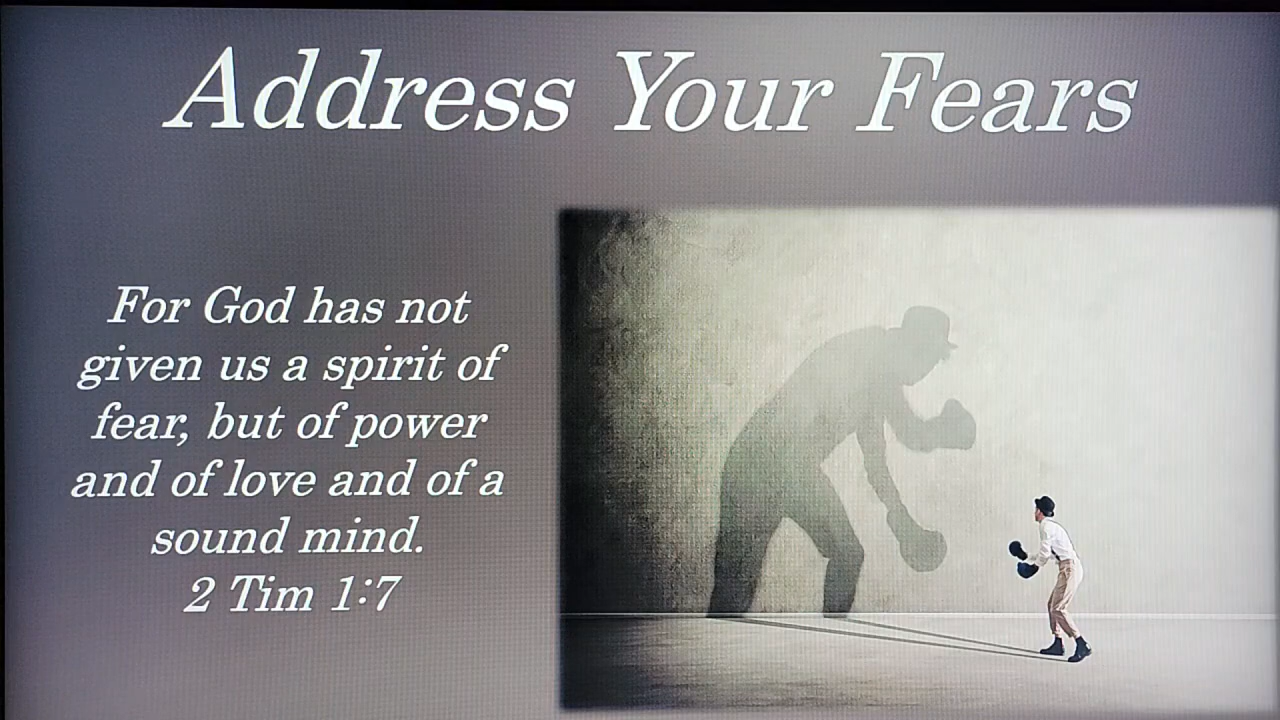 Address Your Fears
For God has not
given us a spirit of
fear, but of power
and of love and of a
sound mind.
2 Tim 1:7